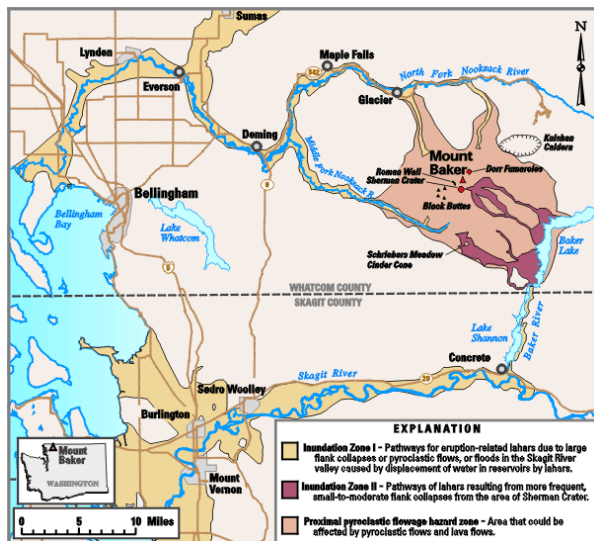 Sumas
Lynden
Everson
Maple Falls
542
North Fork Nooksack River
Glacier
N
Deming
Middle Fork Nooksack R.
Mount
Baker
Kulshan
Caldera
Roman Wall
Sherman Crater
Dorr Fumaroles
Black Buttes
9
Bellingham
Bellingham
Bay
Lake
Whatcom
5
Schriebers Meadow
Cinder Cone
Baker
Lake
WHATCOM COUNTY
SKAGIT COUNTY
Lake
Shannon
Baker River
Concrete
Skagit River
20
Sedro Woolley
Burlington
Mount
Vernon
Mount
Baker
WASHINGTON
0 5 10
Miles
EXPLANATION
Inundation Zone I - Pathways for eruption-related lahars due to large
flank collapses or pyroclastic flows, or floods in the Skagit River
valley caused by displacement of water in reservoirs by lahars.
Inundation Zone II - Pathways of lahars resulting from more frequent,
small-to-moderate flank collapses from the area of Sherman Crater.
Proximal pyroclastic flowage hazard zone - Area that could be
affected by pyroclastic flows and lava flows.